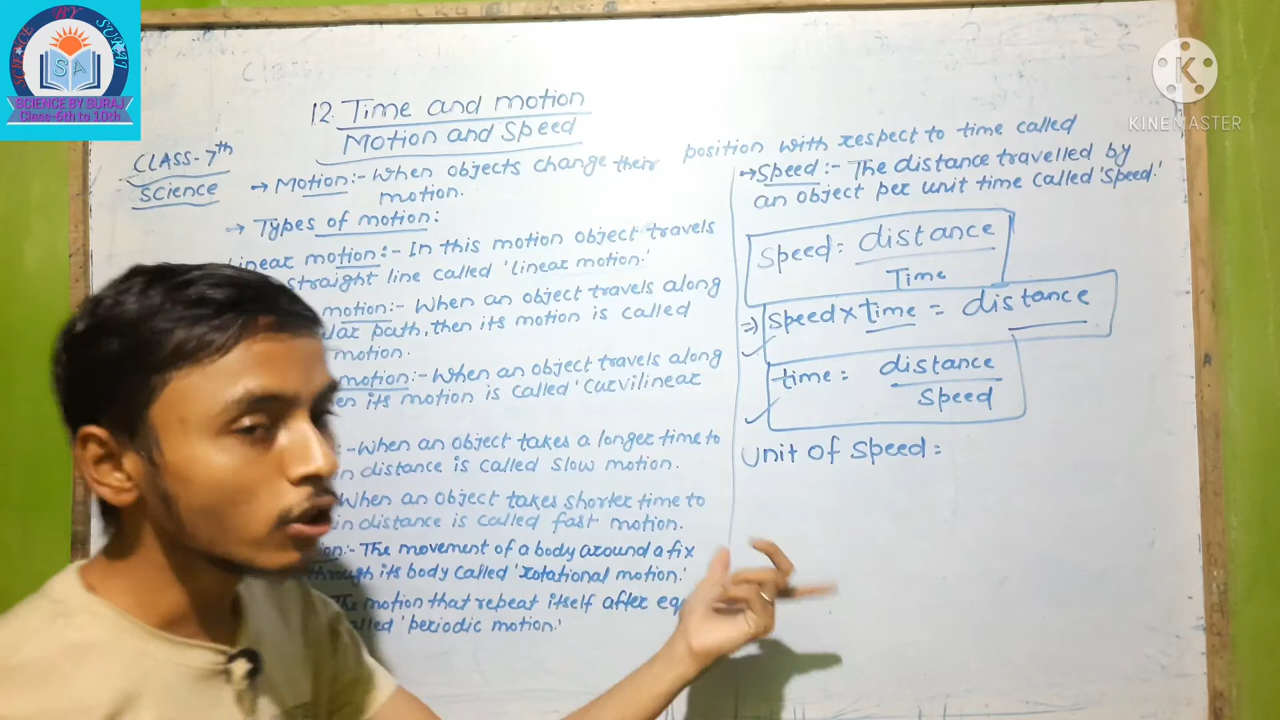 SCIENCE BY SURAJ
SA
SCIENCE BY SURAJ
Class-6th to 10th
KINEMASTER
12. Time and motion
Motion and Speed
CLASS-7th
Science
→ Motion:- When objects change their position with respect to time called
motion.
→ Types of motion:
Linear motion:- In this motion object travels
straight line called 'linear motion.'
motion:- When an object travels along
path, then its motion is called
motion.
motion:- When an object travels along
its motion is called 'Curvilinear
:- When an object takes a longer time to
distance is called slow motion.
When an object takes shorter time to
distance is called fast motion.
:- The movement of a body around a fix
through its body called 'rotational motion.'
The motion that repeat itself after
called 'periodic motion.'
→ Speed:- The distance travelled by
an object per unit time called 'Speed.'
Speed = distance
Time
⇒ Speed × time = distance
time = distance
Speed
Unit of Speed =